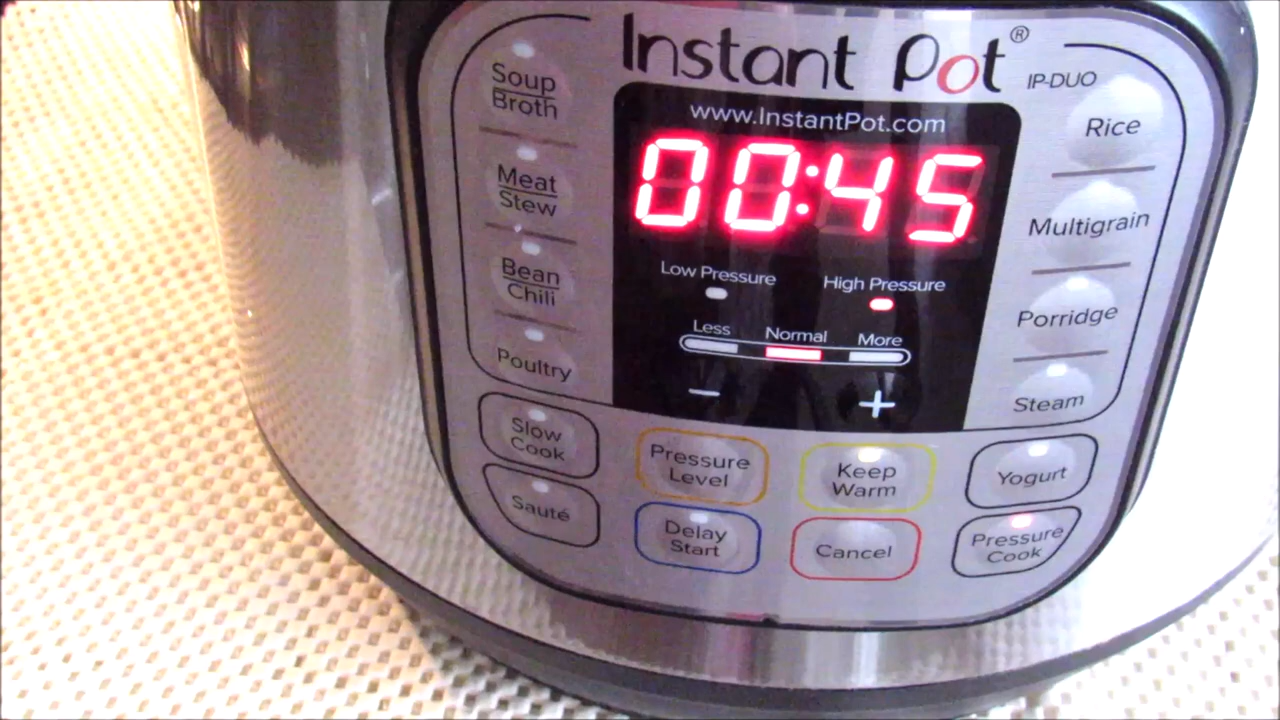 Instant Pot®
IP-DUO
www.InstantPot.com
00:45
Low Pressure
High Pressure
Less
Normal
More
−
+
Soup
Broth
Meat
Stew
Bean
Chili
Poultry
Slow
Cook
Sauté
Pressure
Level
Keep
Warm
Delay
Start
Cancel
Rice
Multigrain
Porridge
Steam
Yogurt
Pressure
Cook